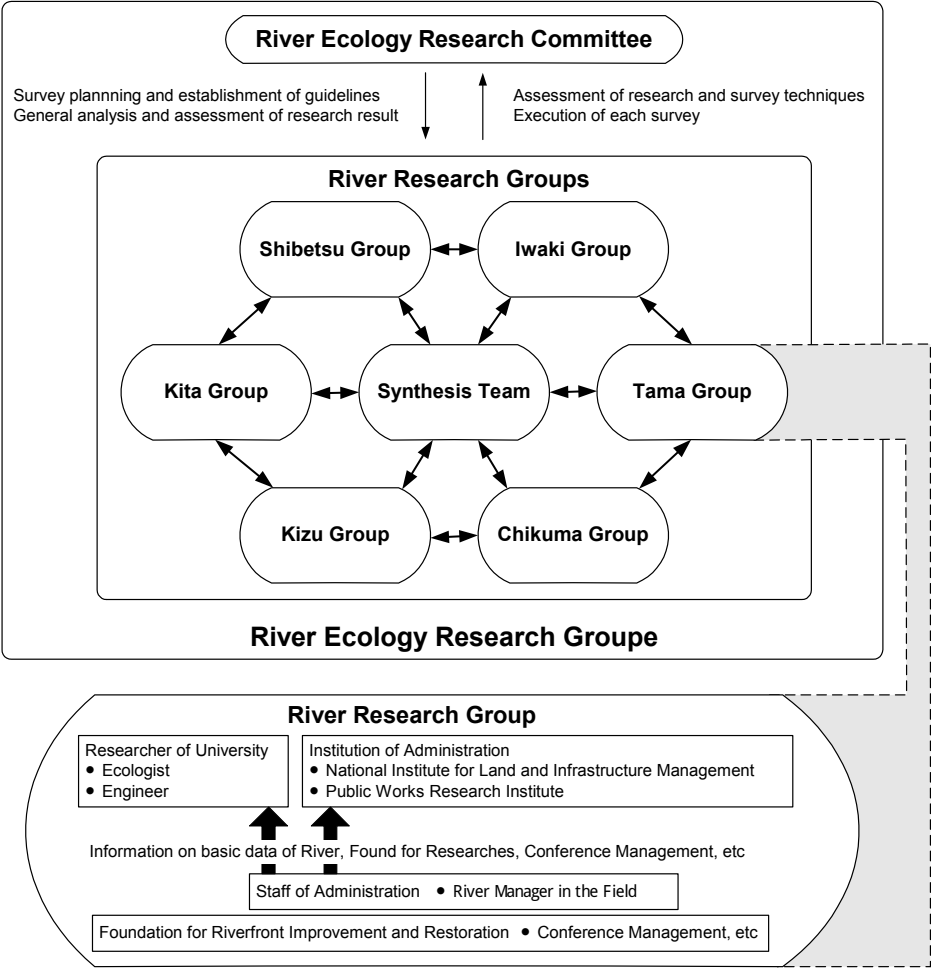 River Ecology Research Committee
Survey plannning and establishment of guidelines
General analysis and assessment of research result
Assessment of research and survey techniques
Execution of each survey
River Research Groups
Shibetsu Group
Iwaki Group
Kita Group
Synthesis Team
Tama Group
Kizu Group
Chikuma Group
River Ecology Research Groupe
River Research Group
Researcher of University
• Ecologist
• Engineer
Institution of Administration
• National Institute for Land and Infrastructure Management
• Public Works Research Institute
Information on basic data of River, Found for Researches, Conference Management, etc
Staff of Administration • River Manager in the Field
Foundation for Riverfront Improvement and Restoration • Conference Management, etc